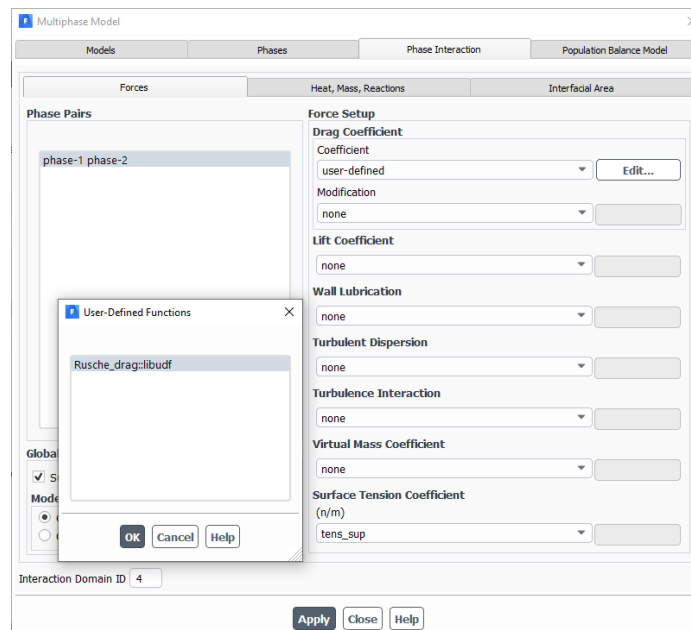 Multiphase Model
Models
Phases
Phase Interaction
Population Balance Model
Forces
Heat, Mass, Reactions
Interfacial Area
Phase Pairs
phase-1 phase-2
Force Setup
Drag Coefficient
Coefficient
user-defined
Edit...
Modification
none
Lift Coefficient
none
Wall Lubrication
none
Turbulent Dispersion
none
Turbulence Interaction
none
Virtual Mass Coefficient
none
Surface Tension Coefficient
(n/m)
tens_sup
User-Defined Functions
Rusche_drag::libudf
OK
Cancel
Help
Global
Mode
Interaction Domain ID 4
Apply
Close
Help